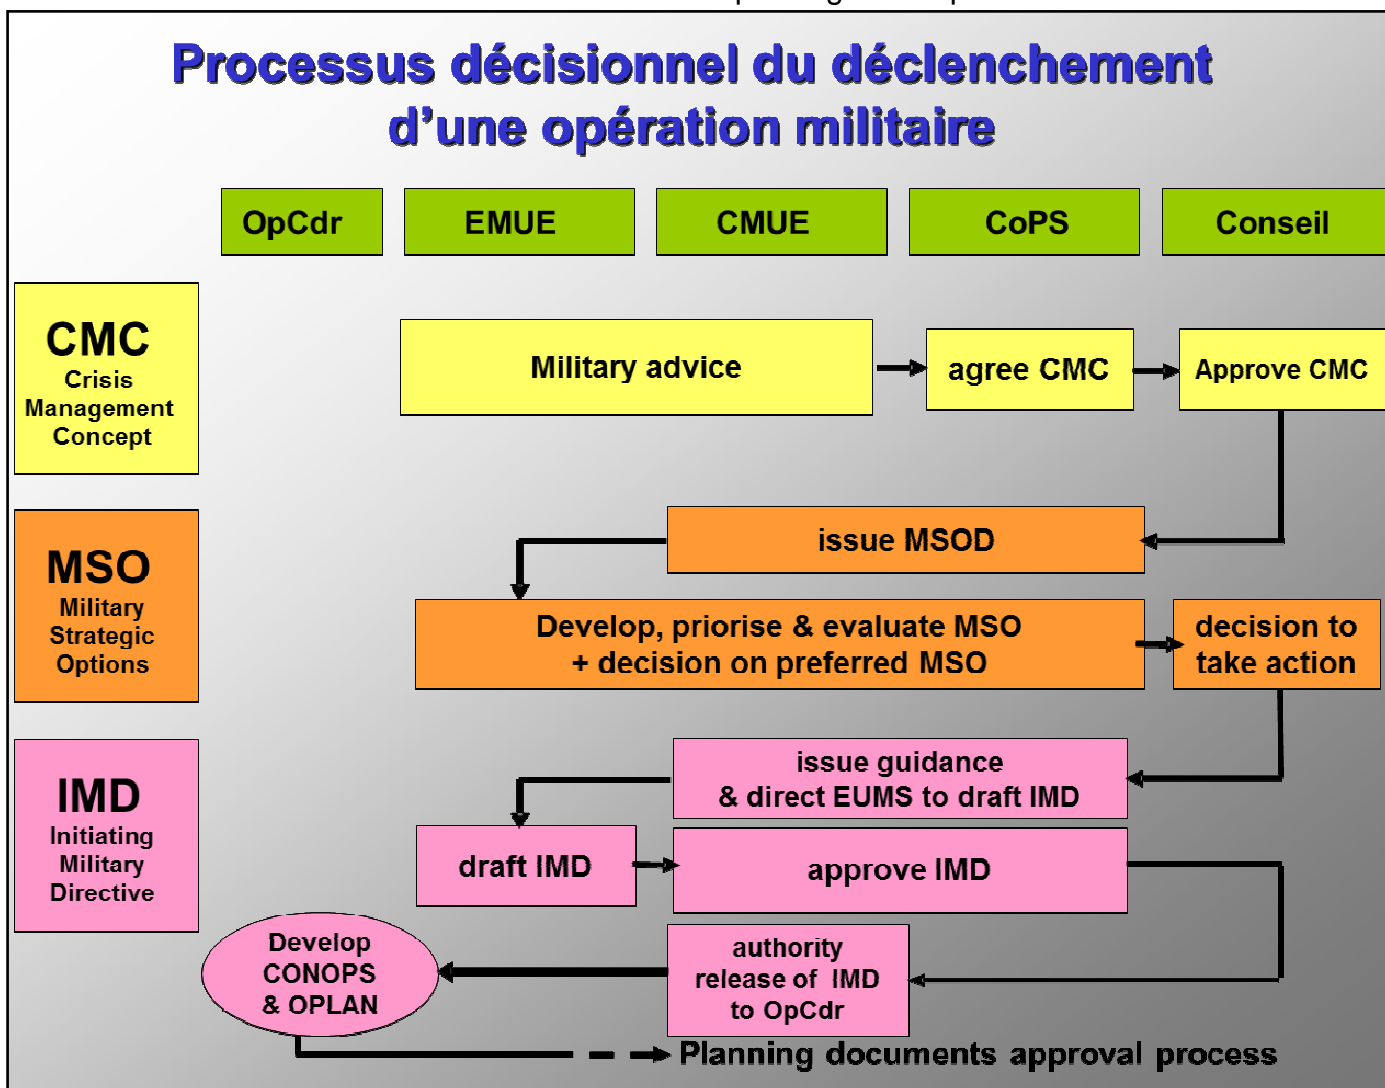 Processus décisionnel du déclenchement
d'une opération militaire
OpCdr
EMUE
CMUE
CoPS
Conseil
CMC
Crisis
Management
Concept
Military advice
agree CMC
Approve CMC
MSO
Military
Strategic
Options
issue MSOD
Develop, priorise & evaluate MSO
+ decision on preferred MSO
decision to
take action
IMD
Initiating
Military
Directive
issue guidance
& direct EUMS to draft IMD
draft IMD
approve IMD
Develop
CONOPS
& OPLAN
authority
release of IMD
to OpCdr
Planning documents approval process